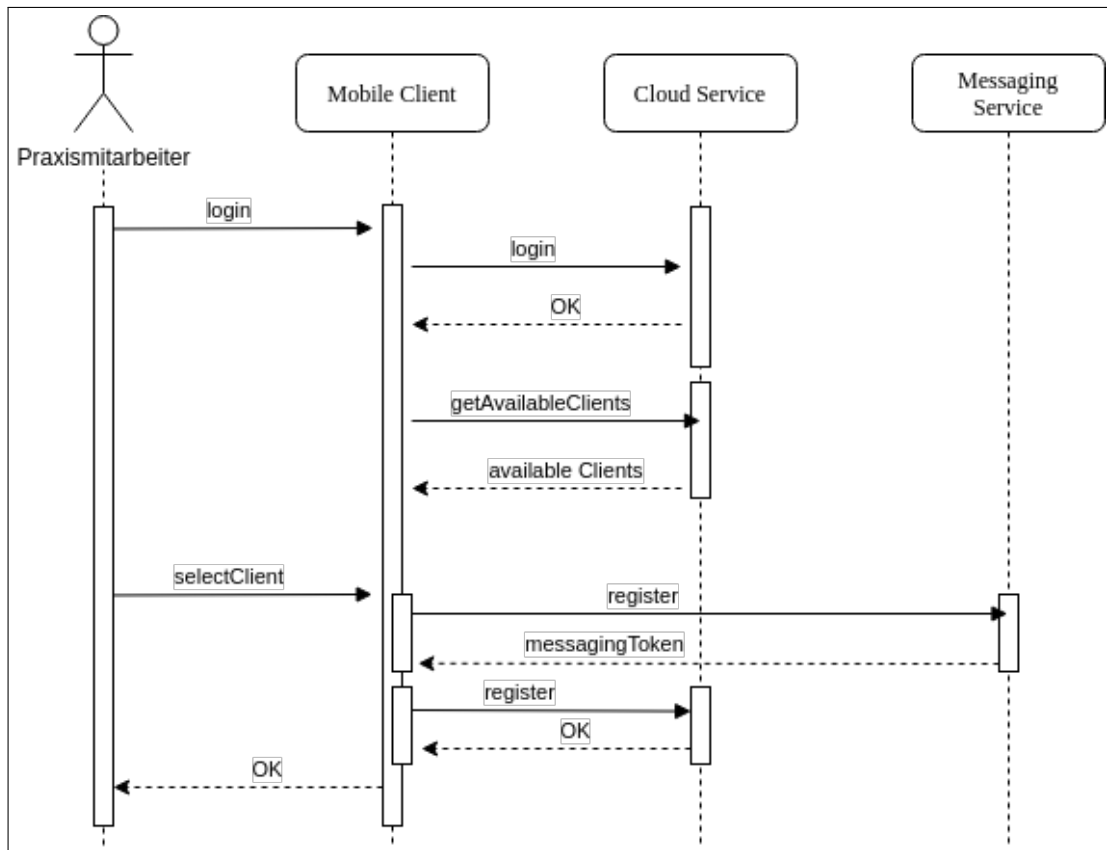 Mobile Client
Cloud Service
Messaging
Service
Praxismitarbeiter
login
login
OK
getAvailableClients
available Clients
selectClient
register
messagingToken
register
OK
OK